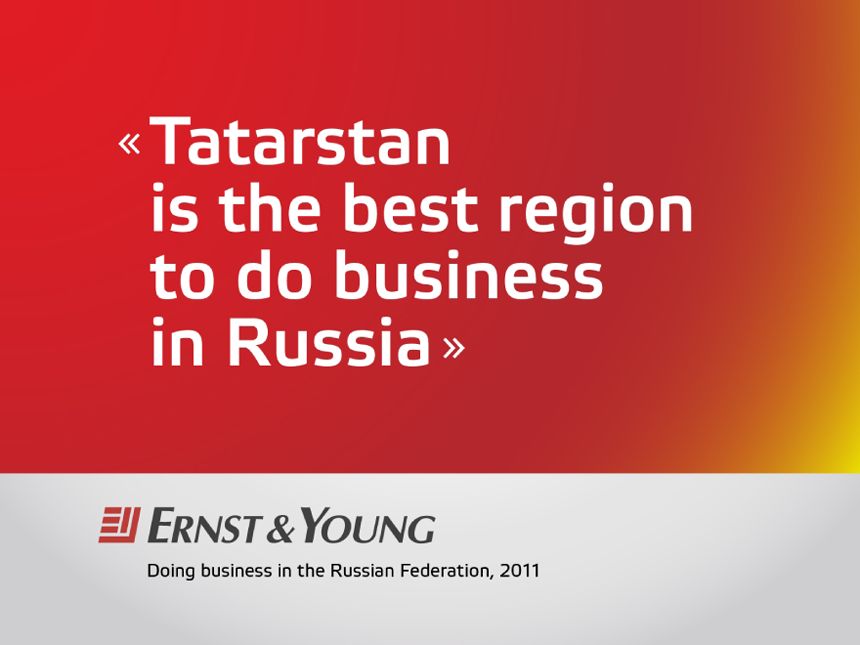 « Tatarstan
is the best region
to do business
in Russia »
ERNST & YOUNG
Doing business in the Russian Federation, 2011